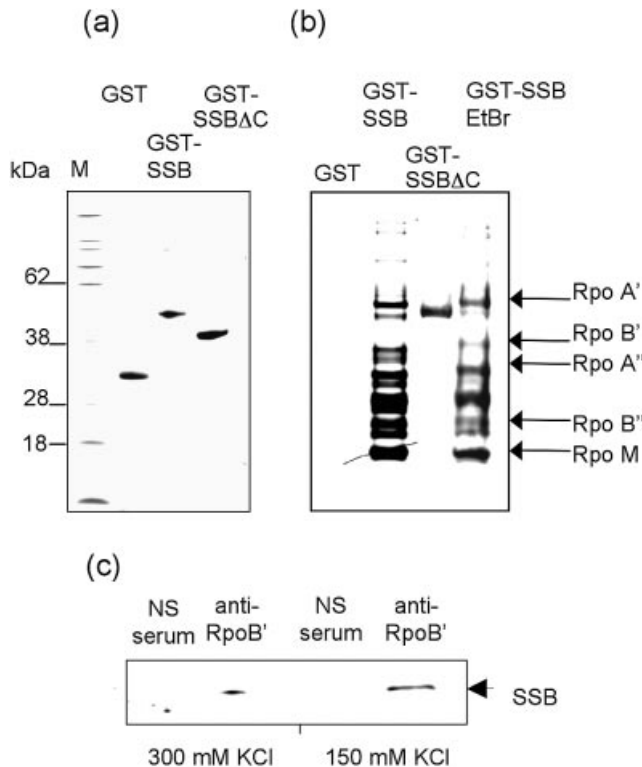 (a)
GST
GST-
SSBΔC
GST-
SSB
kDa
M
62
38
28
18
(b)
GST-
SSB
GST-SSB
EtBr
GST
GST-
SSBΔC
Rpo A'
Rpo B'
Rpo A"
Rpo B"
Rpo M
(c)
NS
serum
anti-
RpoB'
NS
serum
anti-
RpoB'
SSB
300 mM KCl
150 mM KCl